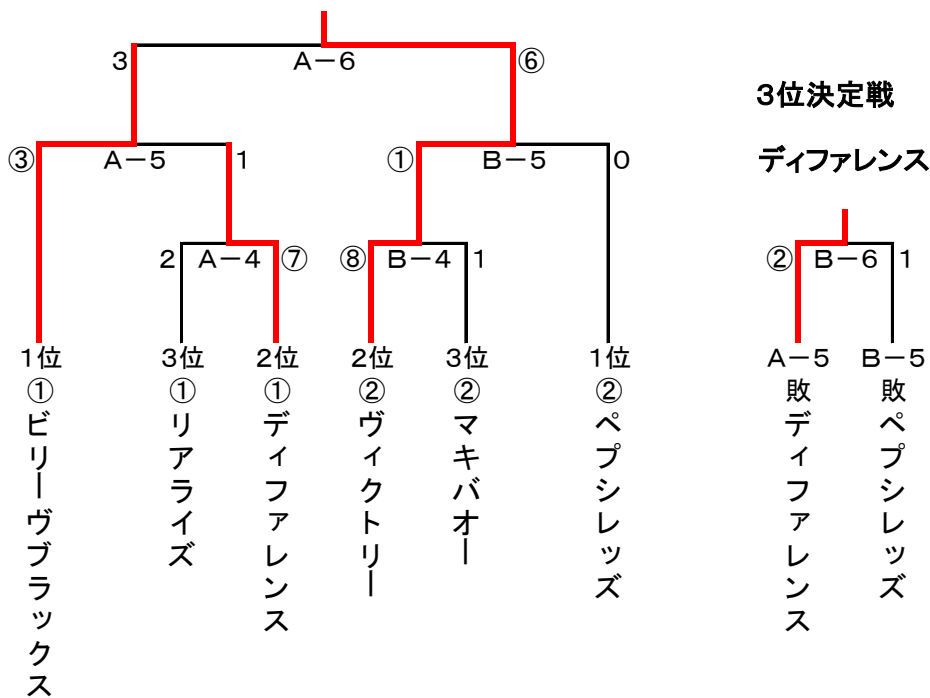 3 A-6 ⑥
3位決定戦
③ A-5 1 ① B-5 0
ディファレンス
2 A-4 ⑦ ⑧ B-4 1 ② B-6 1
1位 3位 2位 2位 3位 1位 A-5 B-5
① ① ① ② ② ② 敗 敗
ビリーヴブラックス
リアライズ
ディファレンス
ヴィクトリー
マキバオー
ペプシレッズ
ディファレンス
ペプシレッズ